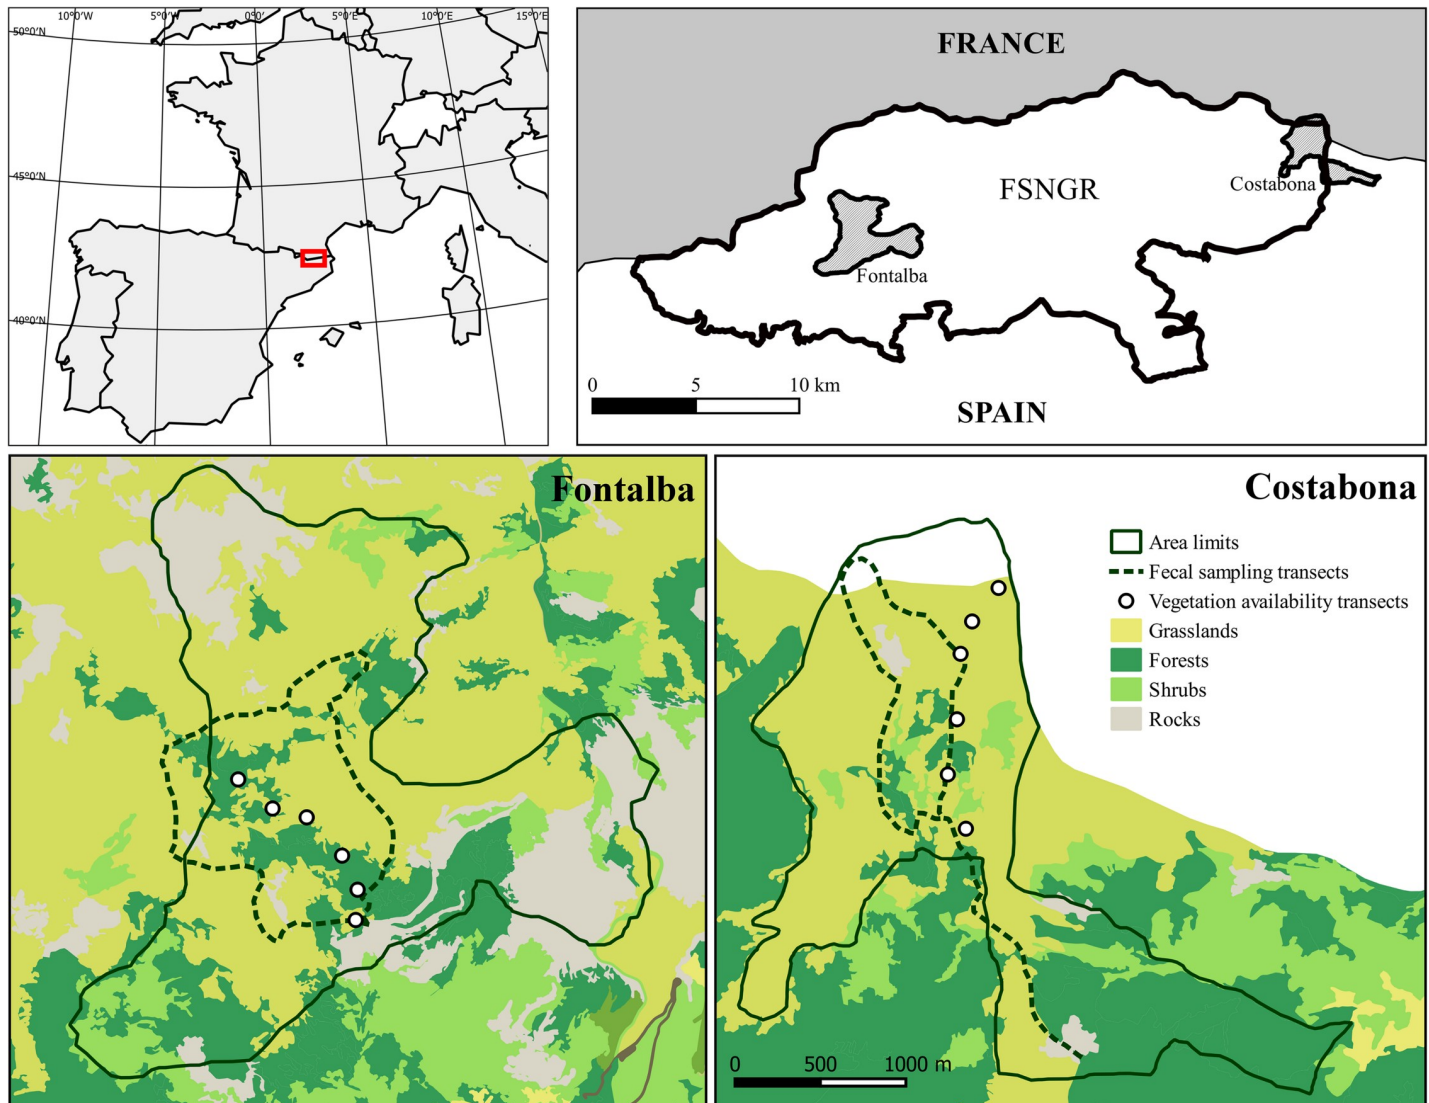 10°0'W 5°0'W 0°0' 5°0'E 10°0'E 15°0'E
50°0'N
45°0'N
40°0'N
FRANCE
FSNGR
Costabona
Fontalba
0 5 10 km
SPAIN
Fontalba
Costabona
Area limits
Fecal sampling transects
Vegetation availability transects
Grasslands
Forests
Shrubs
Rocks
0 500 1000 m